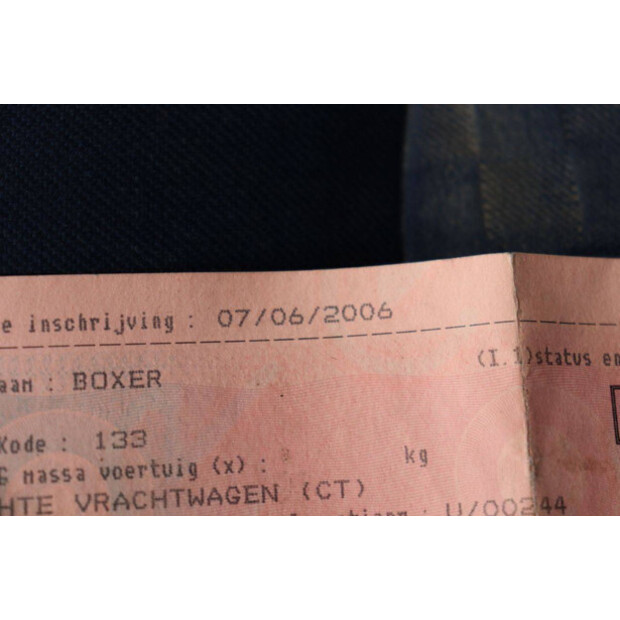 e inschrijving : 07/06/2006
(I.1)status en
aam : BOXER
Kode : 133
G massa voertuig (x) : kg
HTE VRACHTWAGEN (CT)
: U/00244